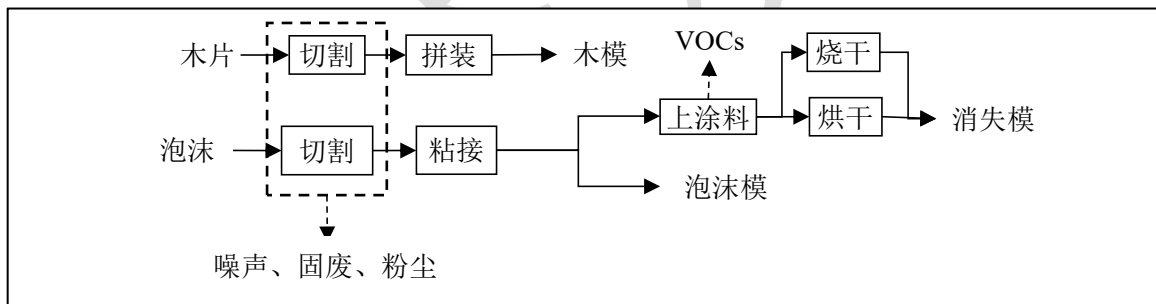 VOCs
烧干
木片
切割
拼装
木模
上涂料
烘干
消失模
泡沫
切割
粘接
泡沫模
噪声、固废、粉尘